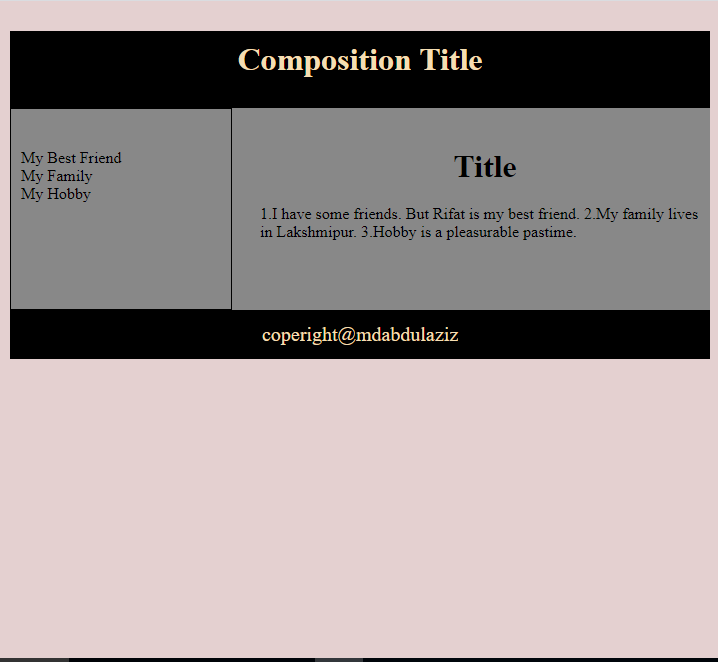 Composition Title
My Best Friend
My Family
My Hobby
Title
1.I have some friends. But Rifat is my best friend. 2.My family lives
in Lakshmipur. 3.Hobby is a pleasurable pastime.
coperight@mdabdulaziz